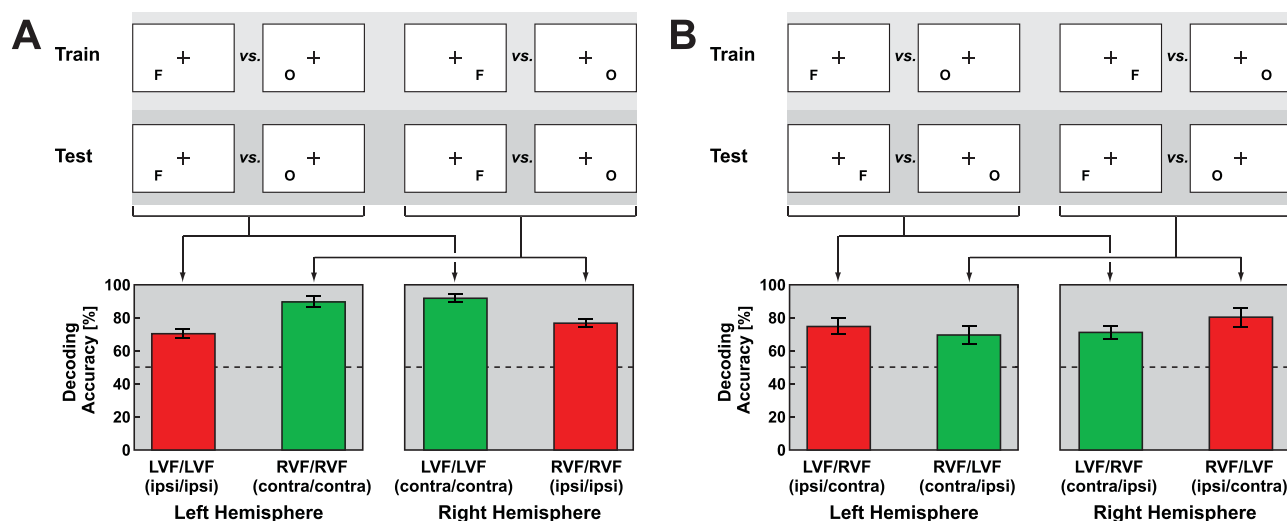 A
Train
F
vs.
O
F
vs.
O
Test
F
vs.
O
F
vs.
O
Decoding
Accuracy [%]
100
80
60
40
20
0
LVF/LVF
(ipsi/ipsi)
RVF/RVF
(contra/contra)
Left Hemisphere
LVF/LVF
(contra/contra)
RVF/RVF
(ipsi/ipsi)
Right Hemisphere
B
Train
F
vs.
O
F
vs.
O
Test
F
vs.
O
F
vs.
O
Decoding
Accuracy [%]
100
80
60
40
20
0
LVF/RVF
(ipsi/contra)
RVF/LVF
(contra/ipsi)
Left Hemisphere
LVF/RVF
(contra/ipsi)
RVF/LVF
(ipsi/contra)
Right Hemisphere